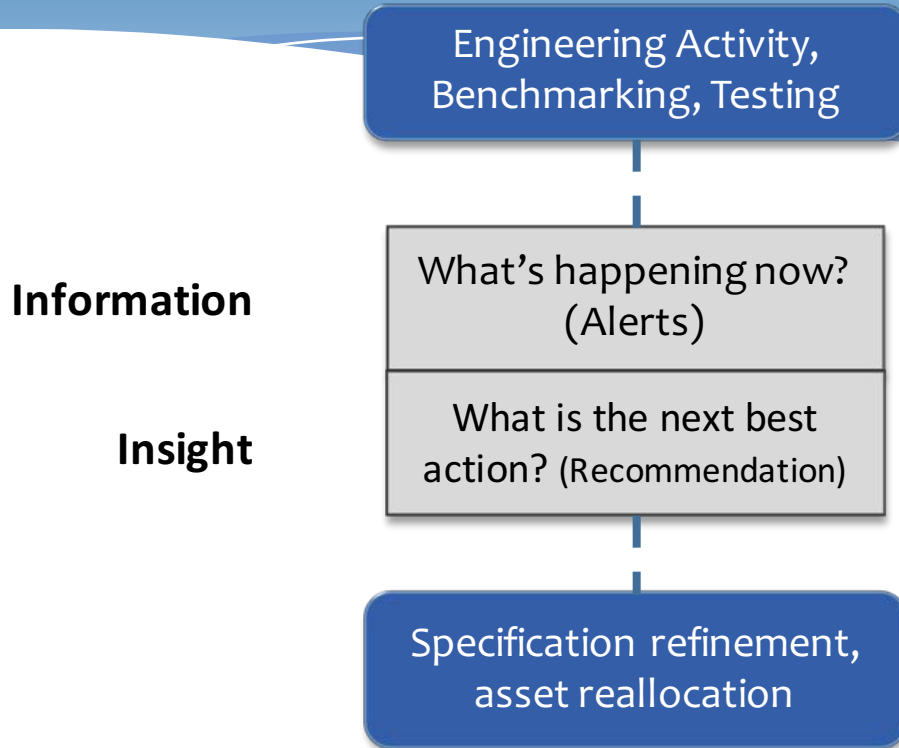 Engineering Activity,
Benchmarking, Testing
Information
What’s happening now?
(Alerts)
Insight
What is the next best
action? (Recommendation)
Specification refinement,
asset reallocation